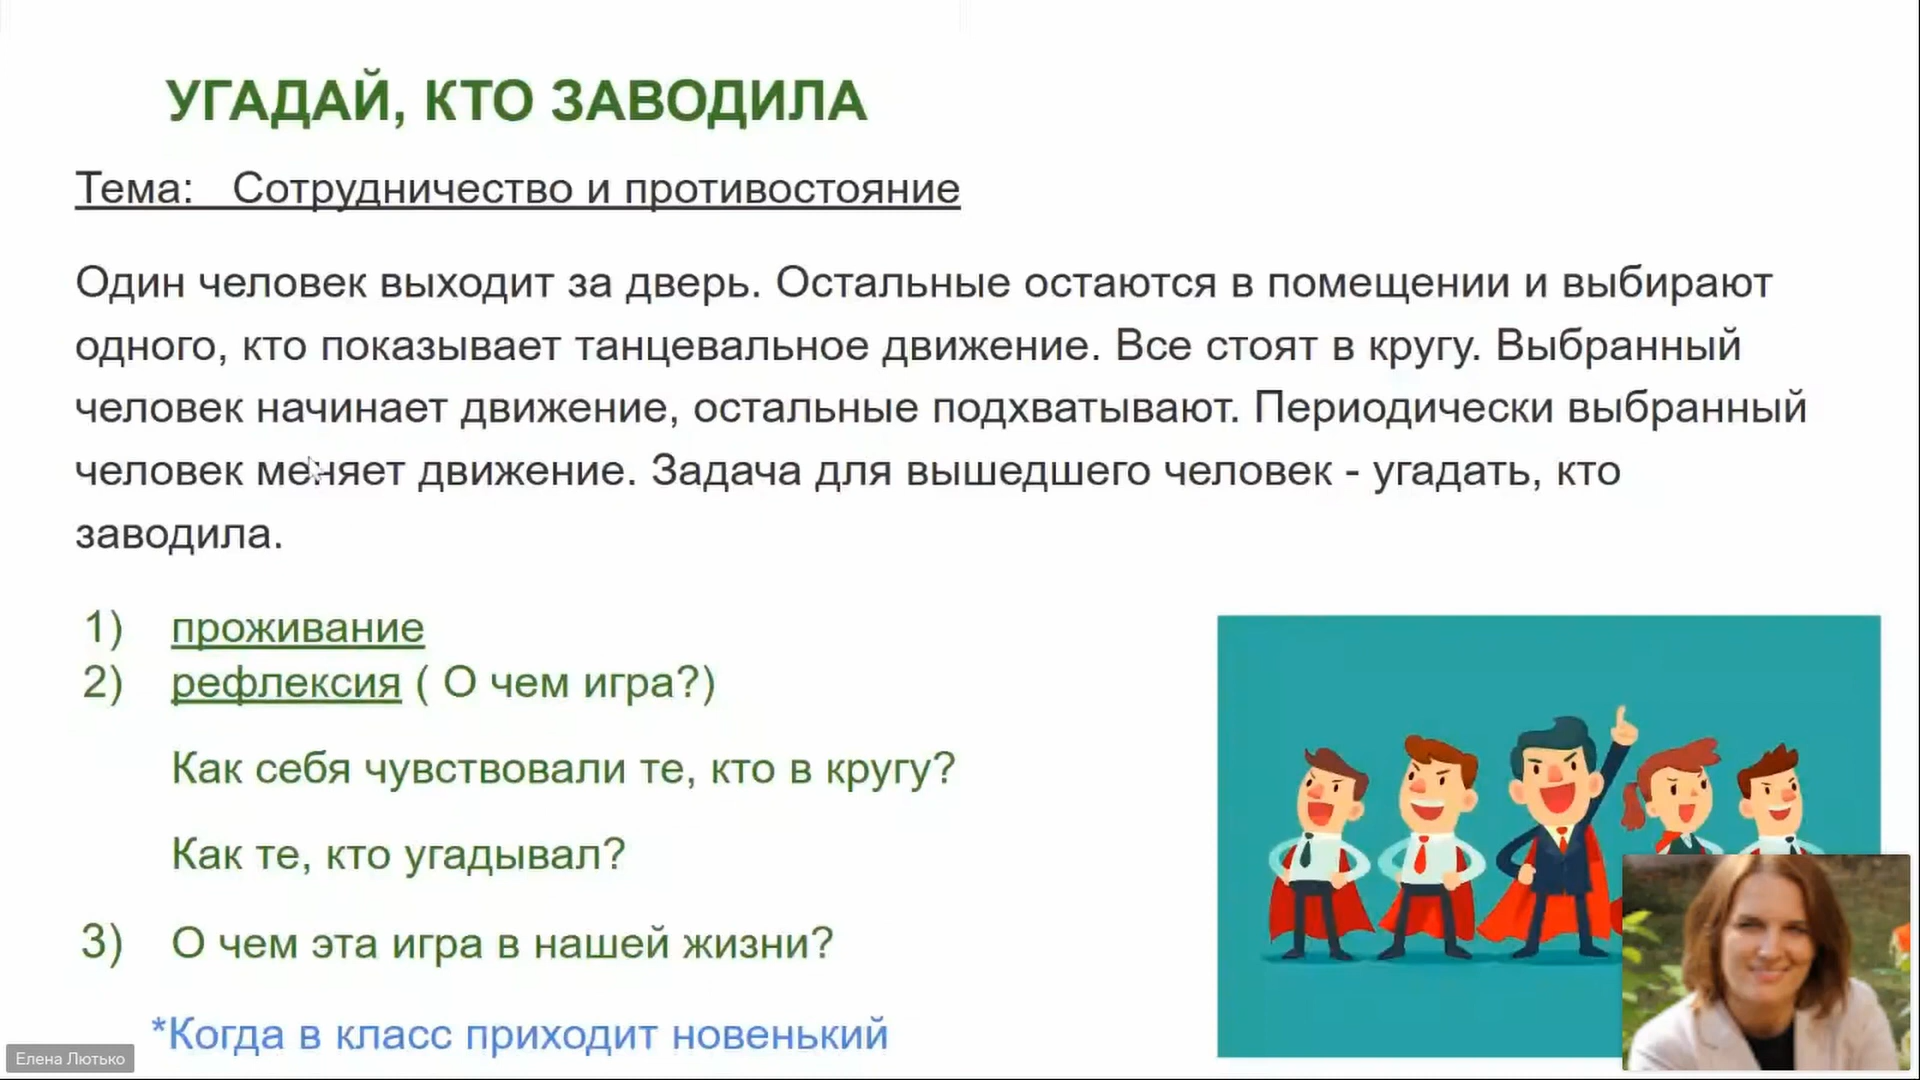 УГАДАЙ, КТО ЗАВОДИЛА
Тема: Сотрудничество и противостояние
Один человек выходит за дверь. Остальные остаются в помещении и выбирают
одного, кто показывает танцевальное движение. Все стоят в кругу. Выбранный
человек начинает движение, остальные подхватывают. Периодически выбранный
человек меняет движение. Задача для вышедшего человек - угадать, кто
заводила.
1) проживание
2) рефлексия ( О чем игра?)
Как себя чувствовали те, кто в кругу?
Как те, кто угадывал?
3) О чем эта игра в нашей жизни?
*Когда в класс приходит новенький
Елена Лютько